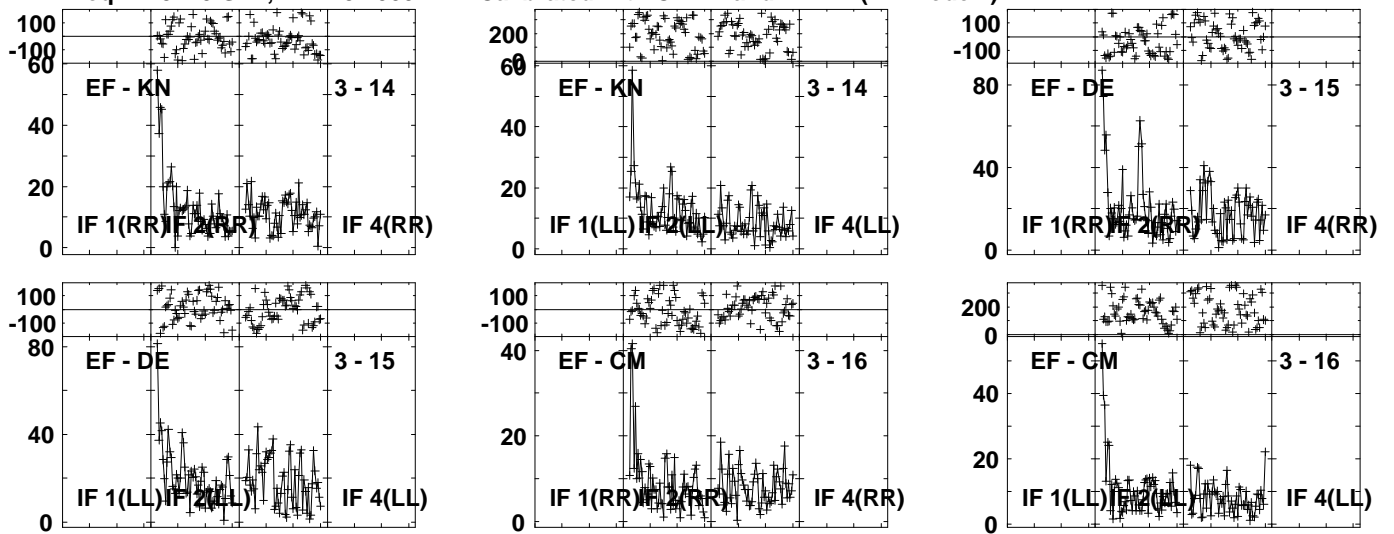 100
-100
60
40
20
0
EF - KN
3 - 14
IF 1(RR)
IF 2(RR)
IF 4(RR)
200
0
60
40
20
0
EF - KN
3 - 14
IF 1(LL)
IF 2(LL)
IF 4(LL)
100
-100
80
40
0
EF - DE
3 - 15
IF 1(RR)
IF 2(RR)
IF 4(RR)
100
-100
80
40
0
EF - DE
3 - 15
IF 1(LL)
IF 2(LL)
IF 4(LL)
100
-100
40
20
0
EF - CM
3 - 16
IF 1(RR)
IF 2(RR)
IF 4(RR)
200
0
40
20
0
EF - CM
3 - 16
IF 1(LL)
IF 2(LL)
IF 4(LL)